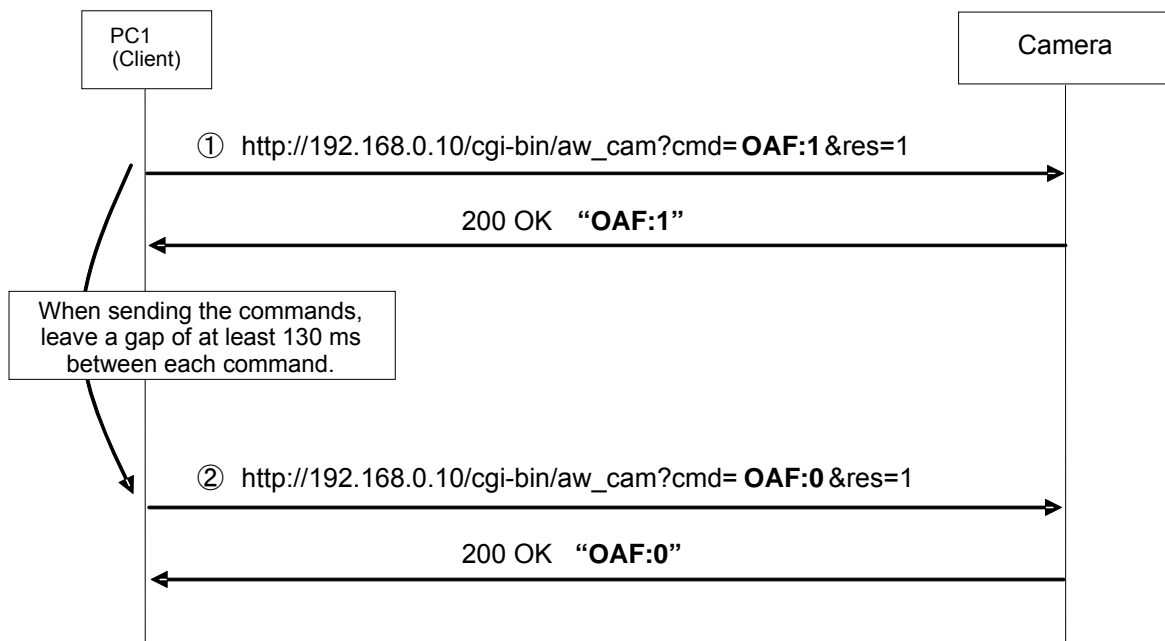 PC1
(Client)
Camera
① http://192.168.0.10/cgi-bin/aw_cam?cmd= OAF:1 &res=1
200 OK “OAF:1”
When sending the commands,
leave a gap of at least 130 ms
between each command.
② http://192.168.0.10/cgi-bin/aw_cam?cmd= OAF:0 &res=1
200 OK “OAF:0”